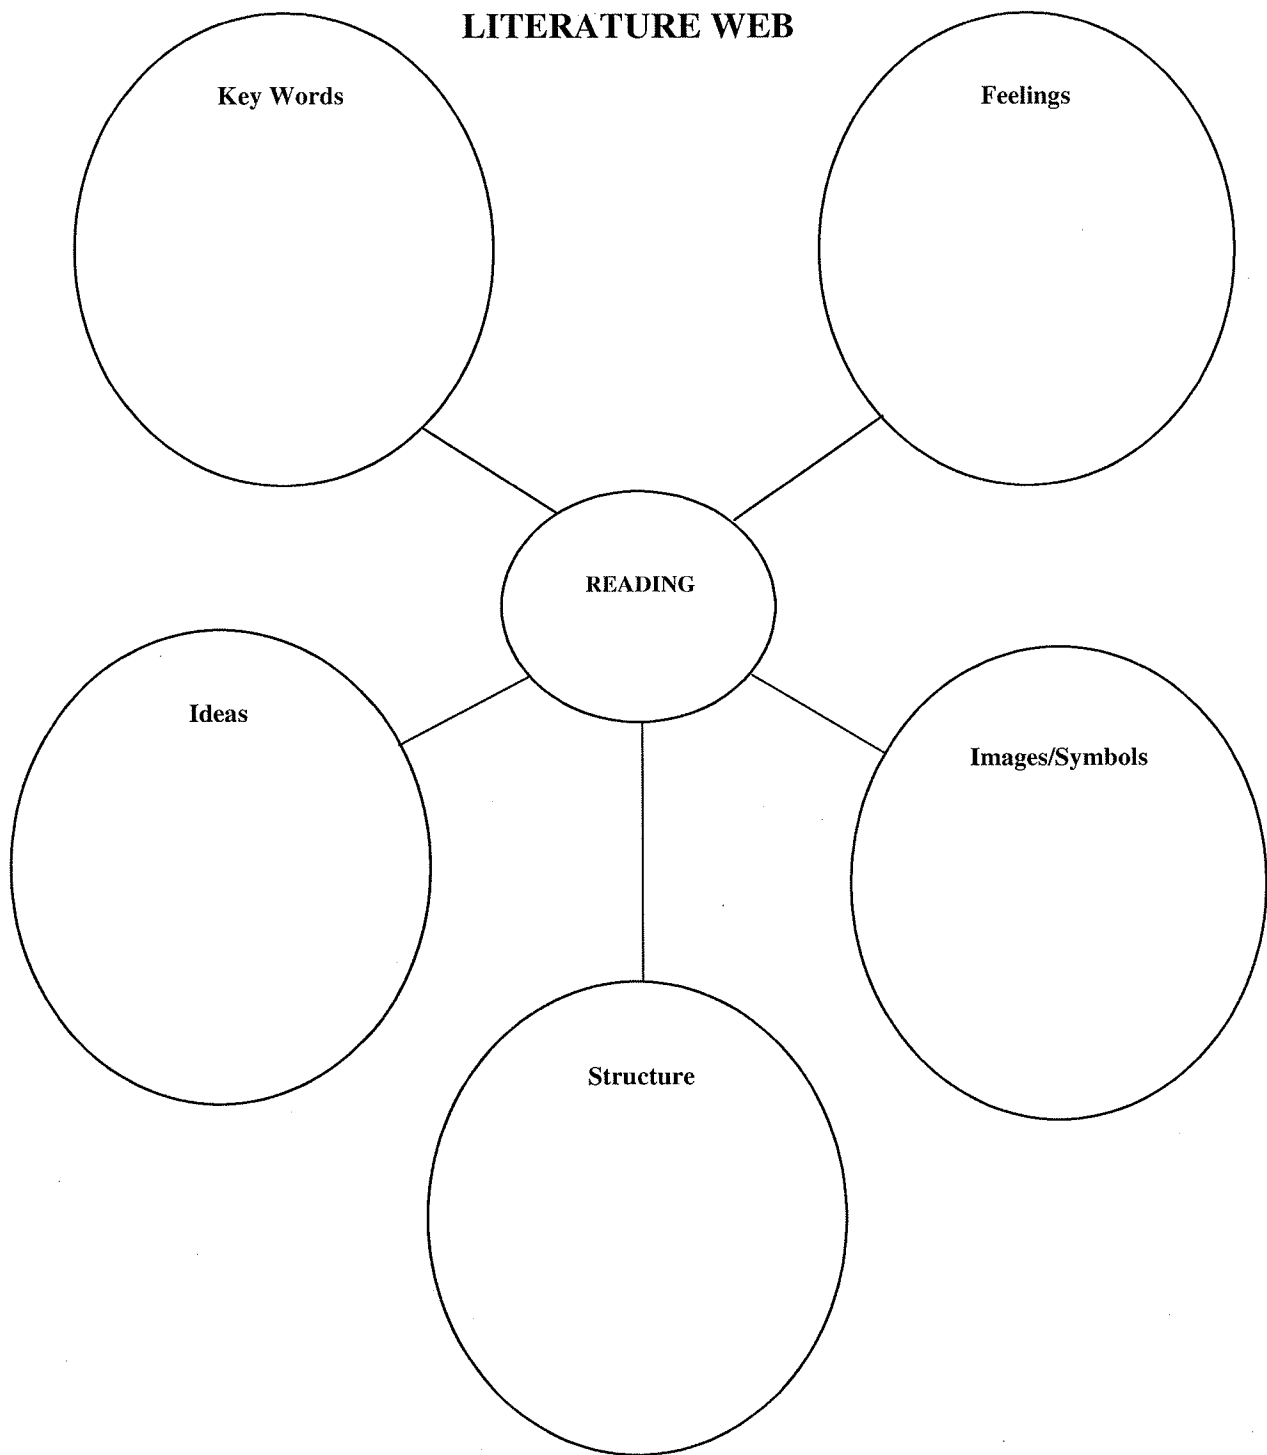 LITERATURE WEB
Key Words
Feelings
READING
Ideas
Images/Symbols
Structure